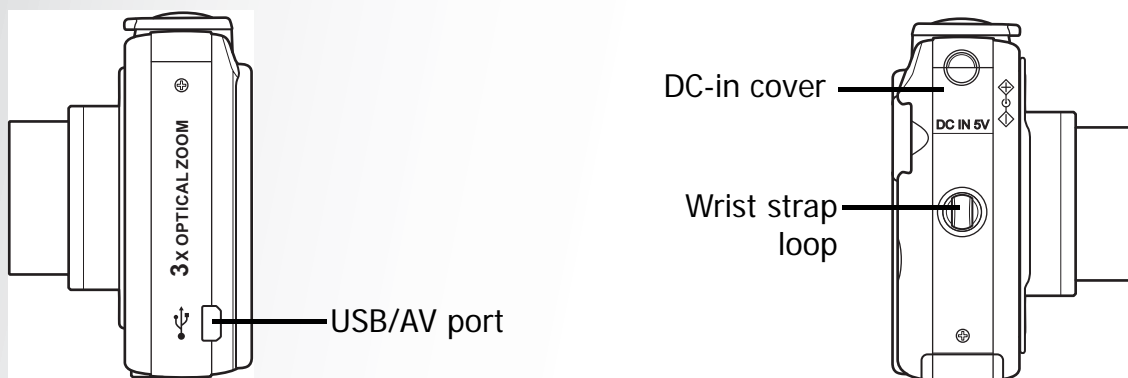 3X OPTICAL ZOOM
USB/AV port
DC-in cover
DC IN 5V
Wrist strap
loop